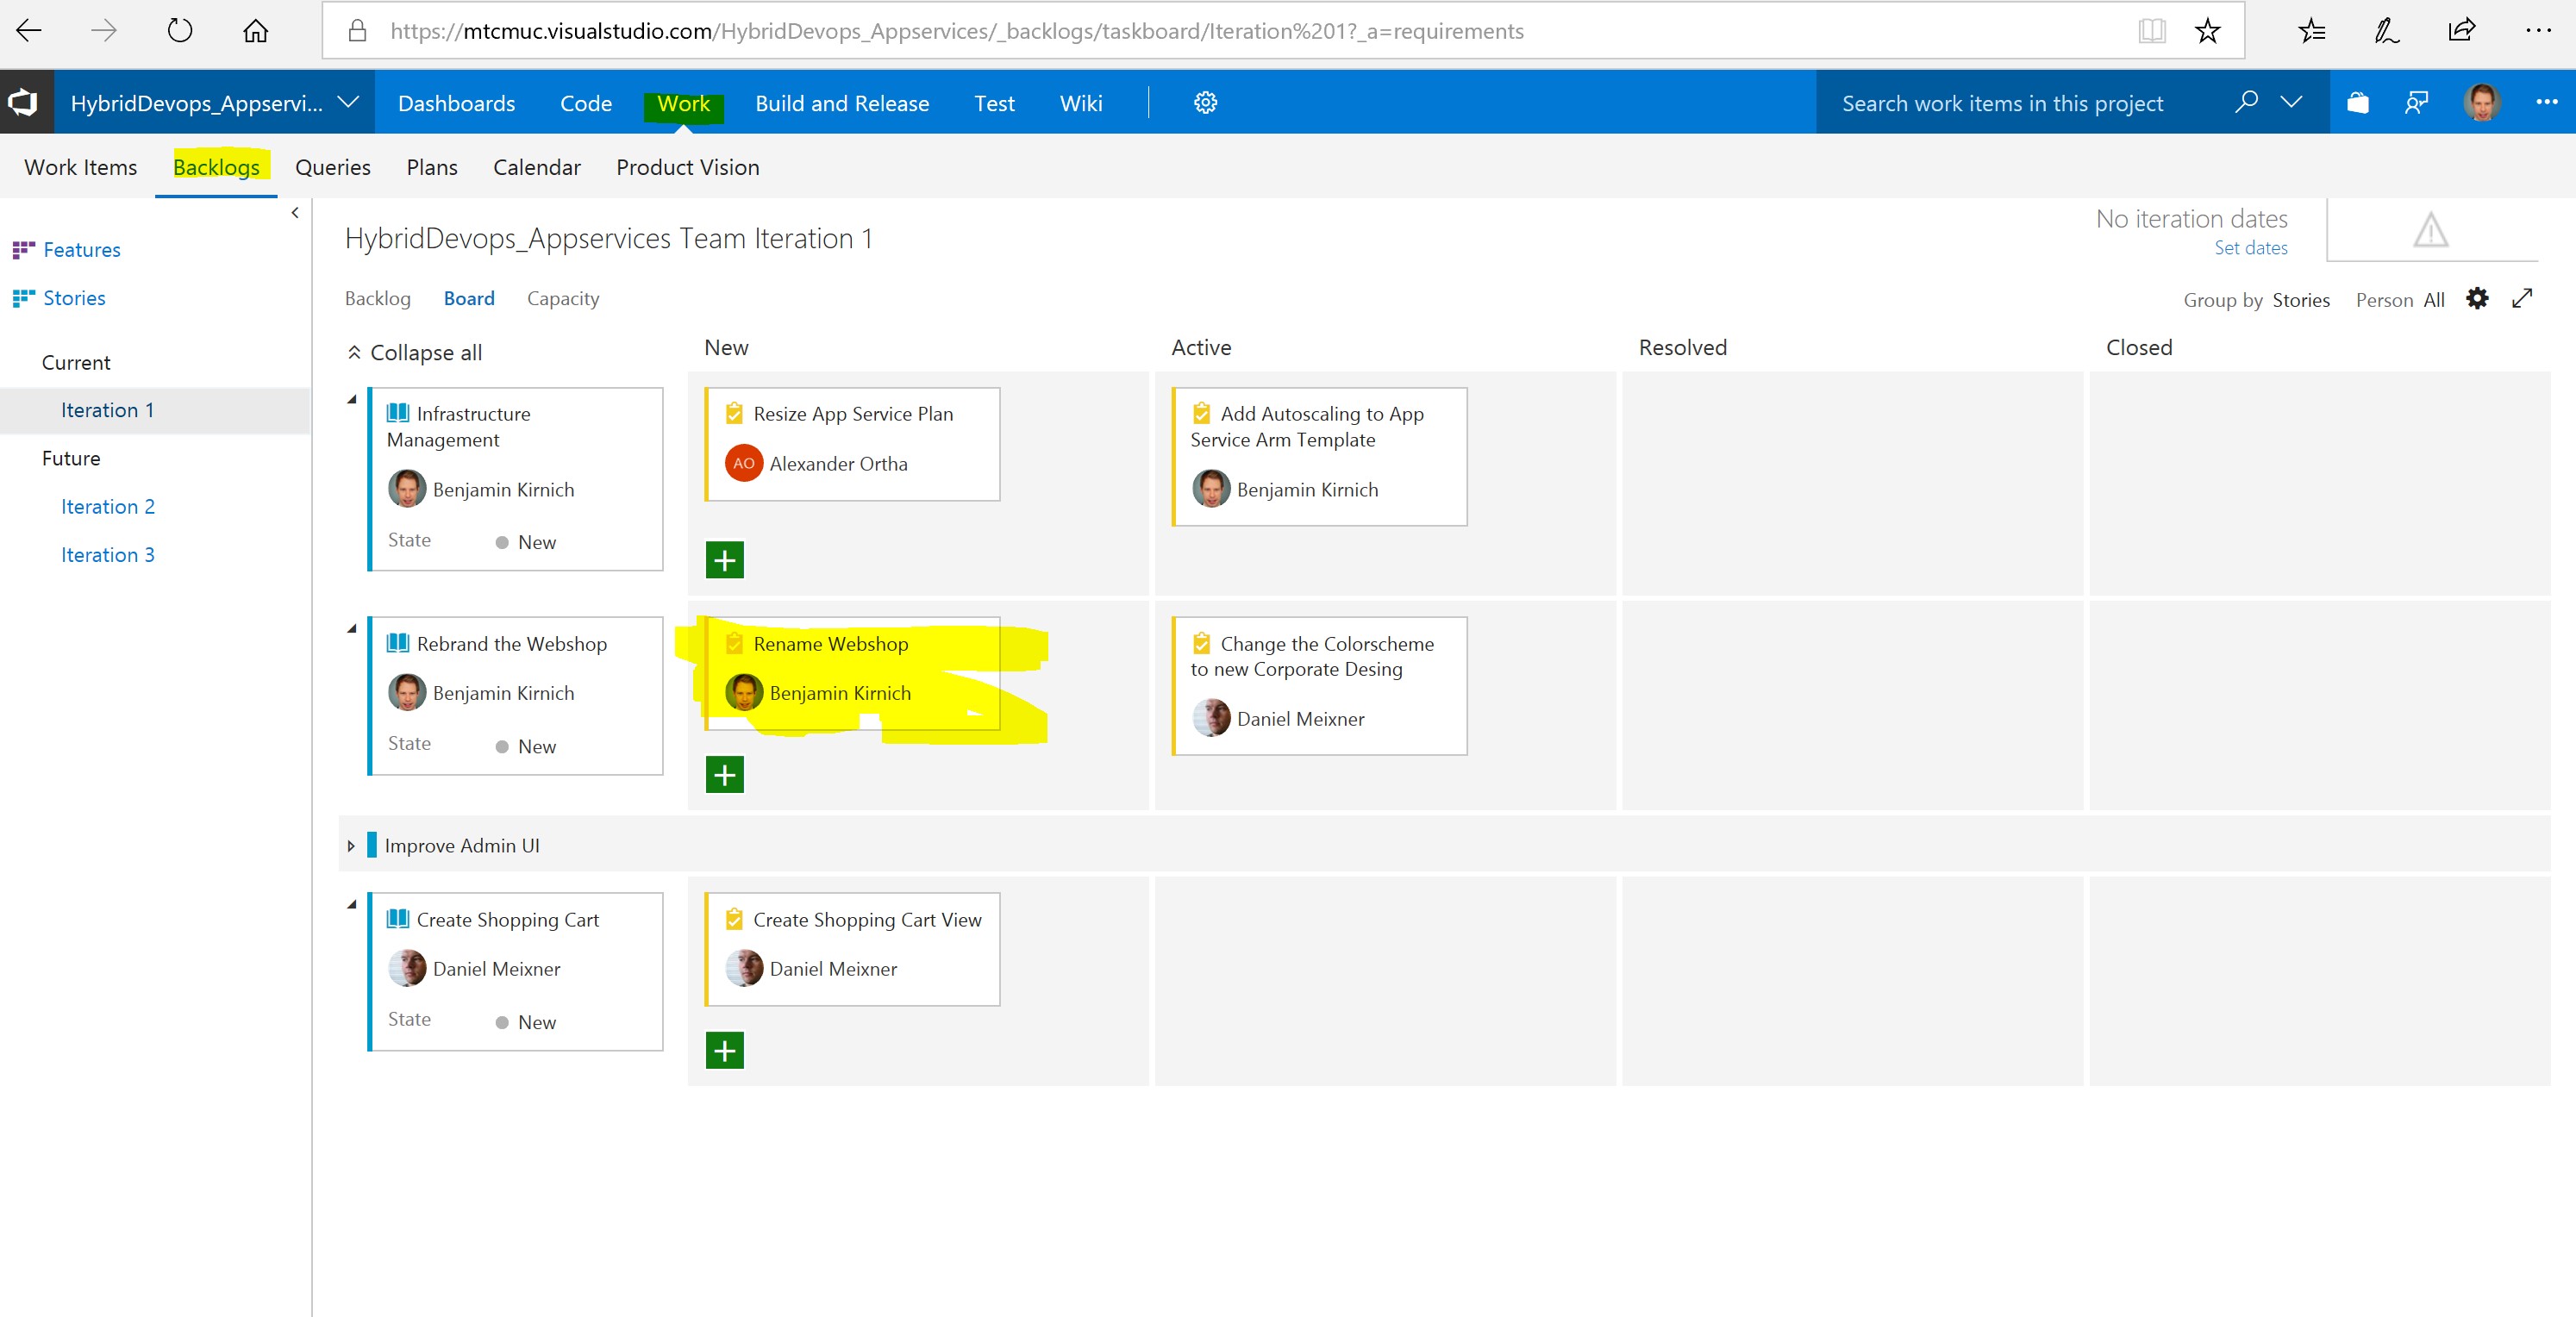 https://mtcmuc.visualstudio.com/HybridDevops_Appservices/_backlogs/taskboard/Iteration%201?_a=requirements
HybridDevops_Appservi... Dashboards Code Work Build and Release Test Wiki Search work items in this project
Work Items Backlogs Queries Plans Calendar Product Vision
Features
Stories
Current
Iteration 1
Future
Iteration 2
Iteration 3
HybridDevops_Appservices Team Iteration 1
No iteration dates
Set dates
Backlog Board Capacity
Group by Stories Person All
Collapse all New Active Resolved Closed
Infrastructure
Management
Benjamin Kirnich
State New
Resize App Service Plan
AO Alexander Ortha
Add Autoscaling to App
Service Arm Template
Benjamin Kirnich
Rebrand the Webshop
Benjamin Kirnich
State New
Rename Webshop
Benjamin Kirnich
Change the Colorscheme
to new Corporate Desing
Daniel Meixner
Improve Admin UI
Create Shopping Cart
Daniel Meixner
State New
Create Shopping Cart View
Daniel Meixner